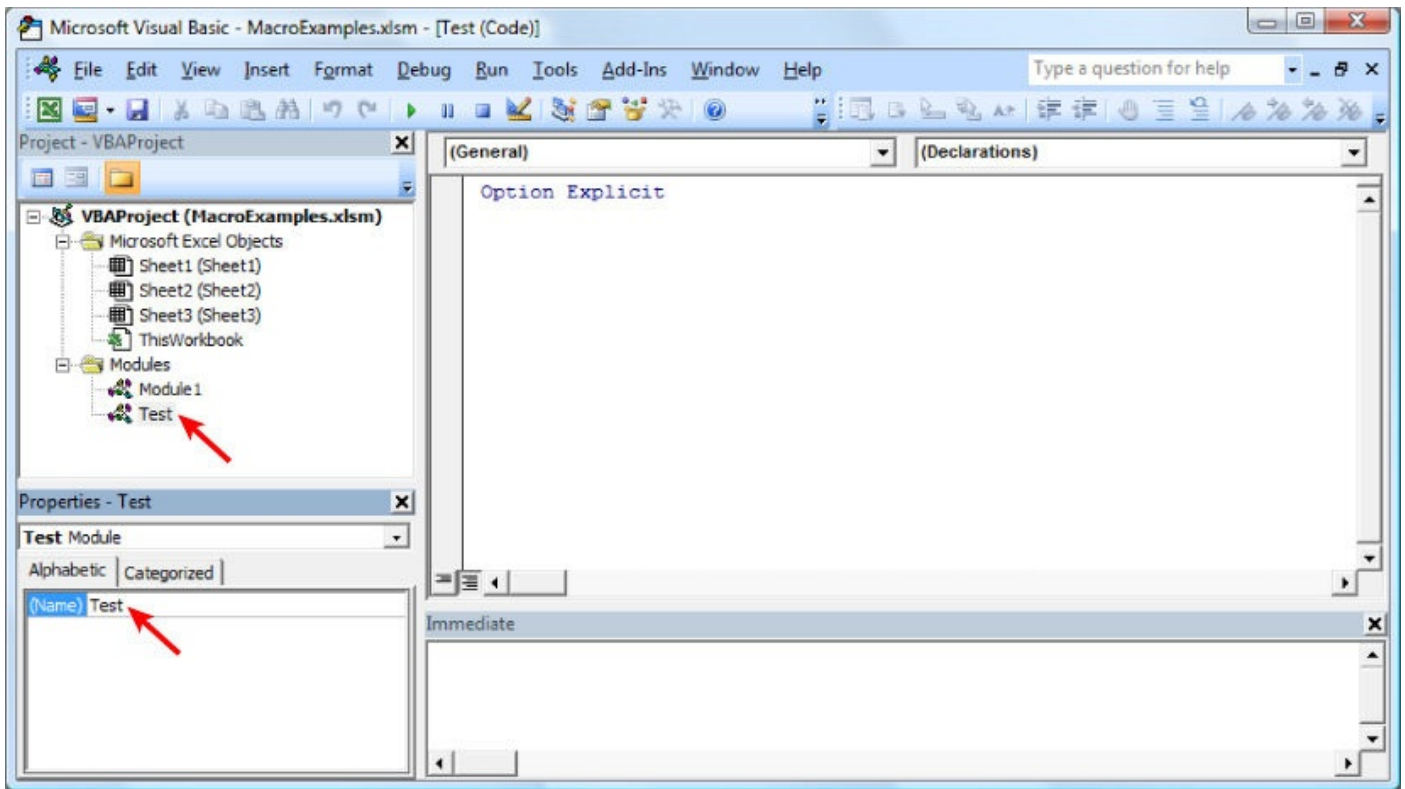 Microsoft Visual Basic - MacroExamples.xlsm - [Test (Code)]
File Edit View Insert Format Debug Run Tools Add-Ins Window Help Type a question for help
Project - VBAProject
(General) (Declarations)
Option Explicit
VBAProject (MacroExamples.xlsm)
Microsoft Excel Objects
Sheet1 (Sheet1)
Sheet2 (Sheet2)
Sheet3 (Sheet3)
ThisWorkbook
Modules
Module1
Test
Properties - Test
Test Module
Alphabetic Categorized
(Name) Test
Immediate